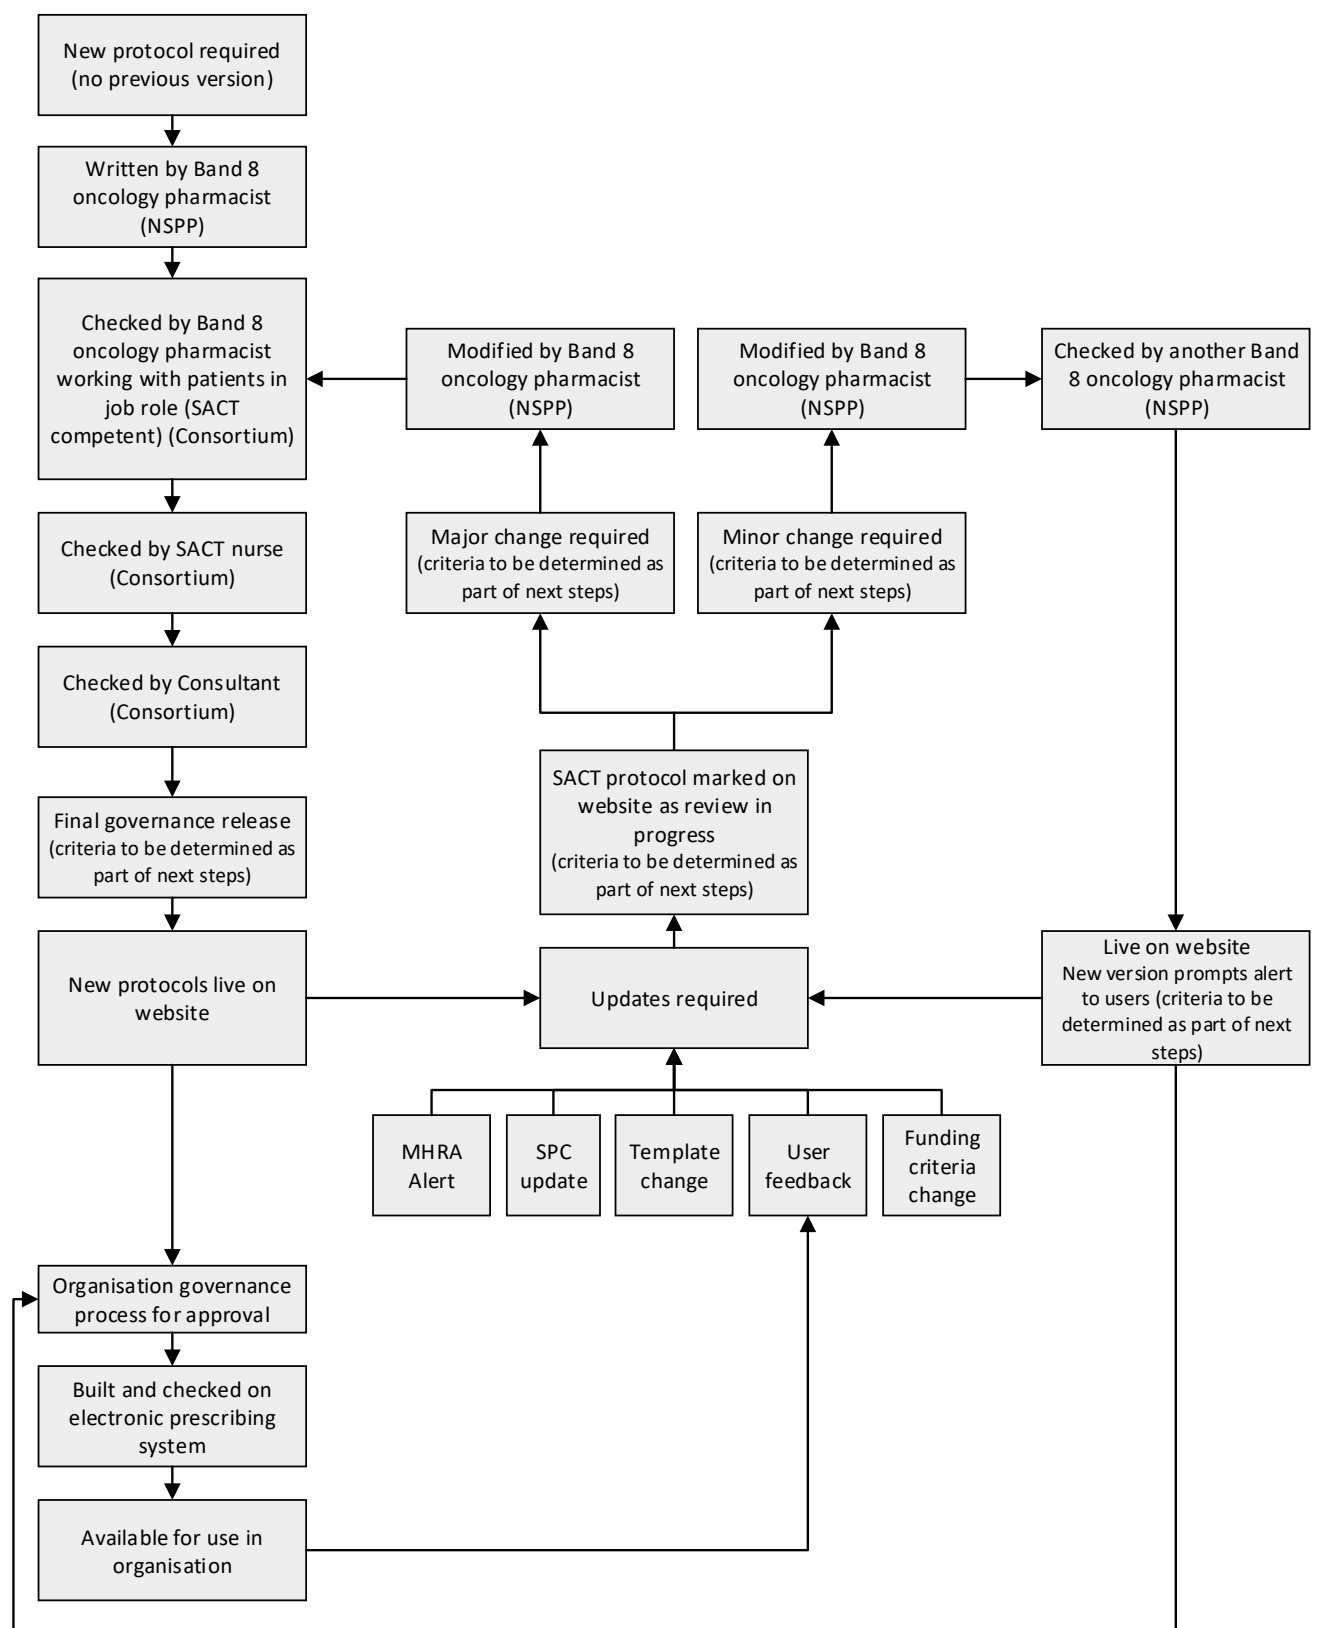 New protocol required
(no previous version)
Written by Band 8
oncology pharmacist
(NSPP)
Checked by Band 8
oncology pharmacist
working with patients in
job role (SACT
competent) (Consortium)
Modified by Band 8
oncology pharmacist
(NSPP)
Modified by Band 8
oncology pharmacist
(NSPP)
Checked by another Band
8 oncology pharmacist
(NSPP)
Checked by SACT nurse
(Consortium)
Major change required
(criteria to be determined as
part of next steps)
Minor change required
(criteria to be determined as
part of next steps)
Checked by Consultant
(Consortium)
Final governance release
(criteria to be determined as
part of next steps)
SACT protocol marked on
website as review in
progress
(criteria to be determined as
part of next steps)
New protocols live on
website
Updates required
Live on website
New version prompts alert
to users (criteria to be
determined as part of next
steps)
MHRA
Alert
SPC
update
Template
change
User
feedback
Funding
criteria
change
Organisation governance
process for approval
Built and checked on
electronic prescribing
system
Available for use in
organisation